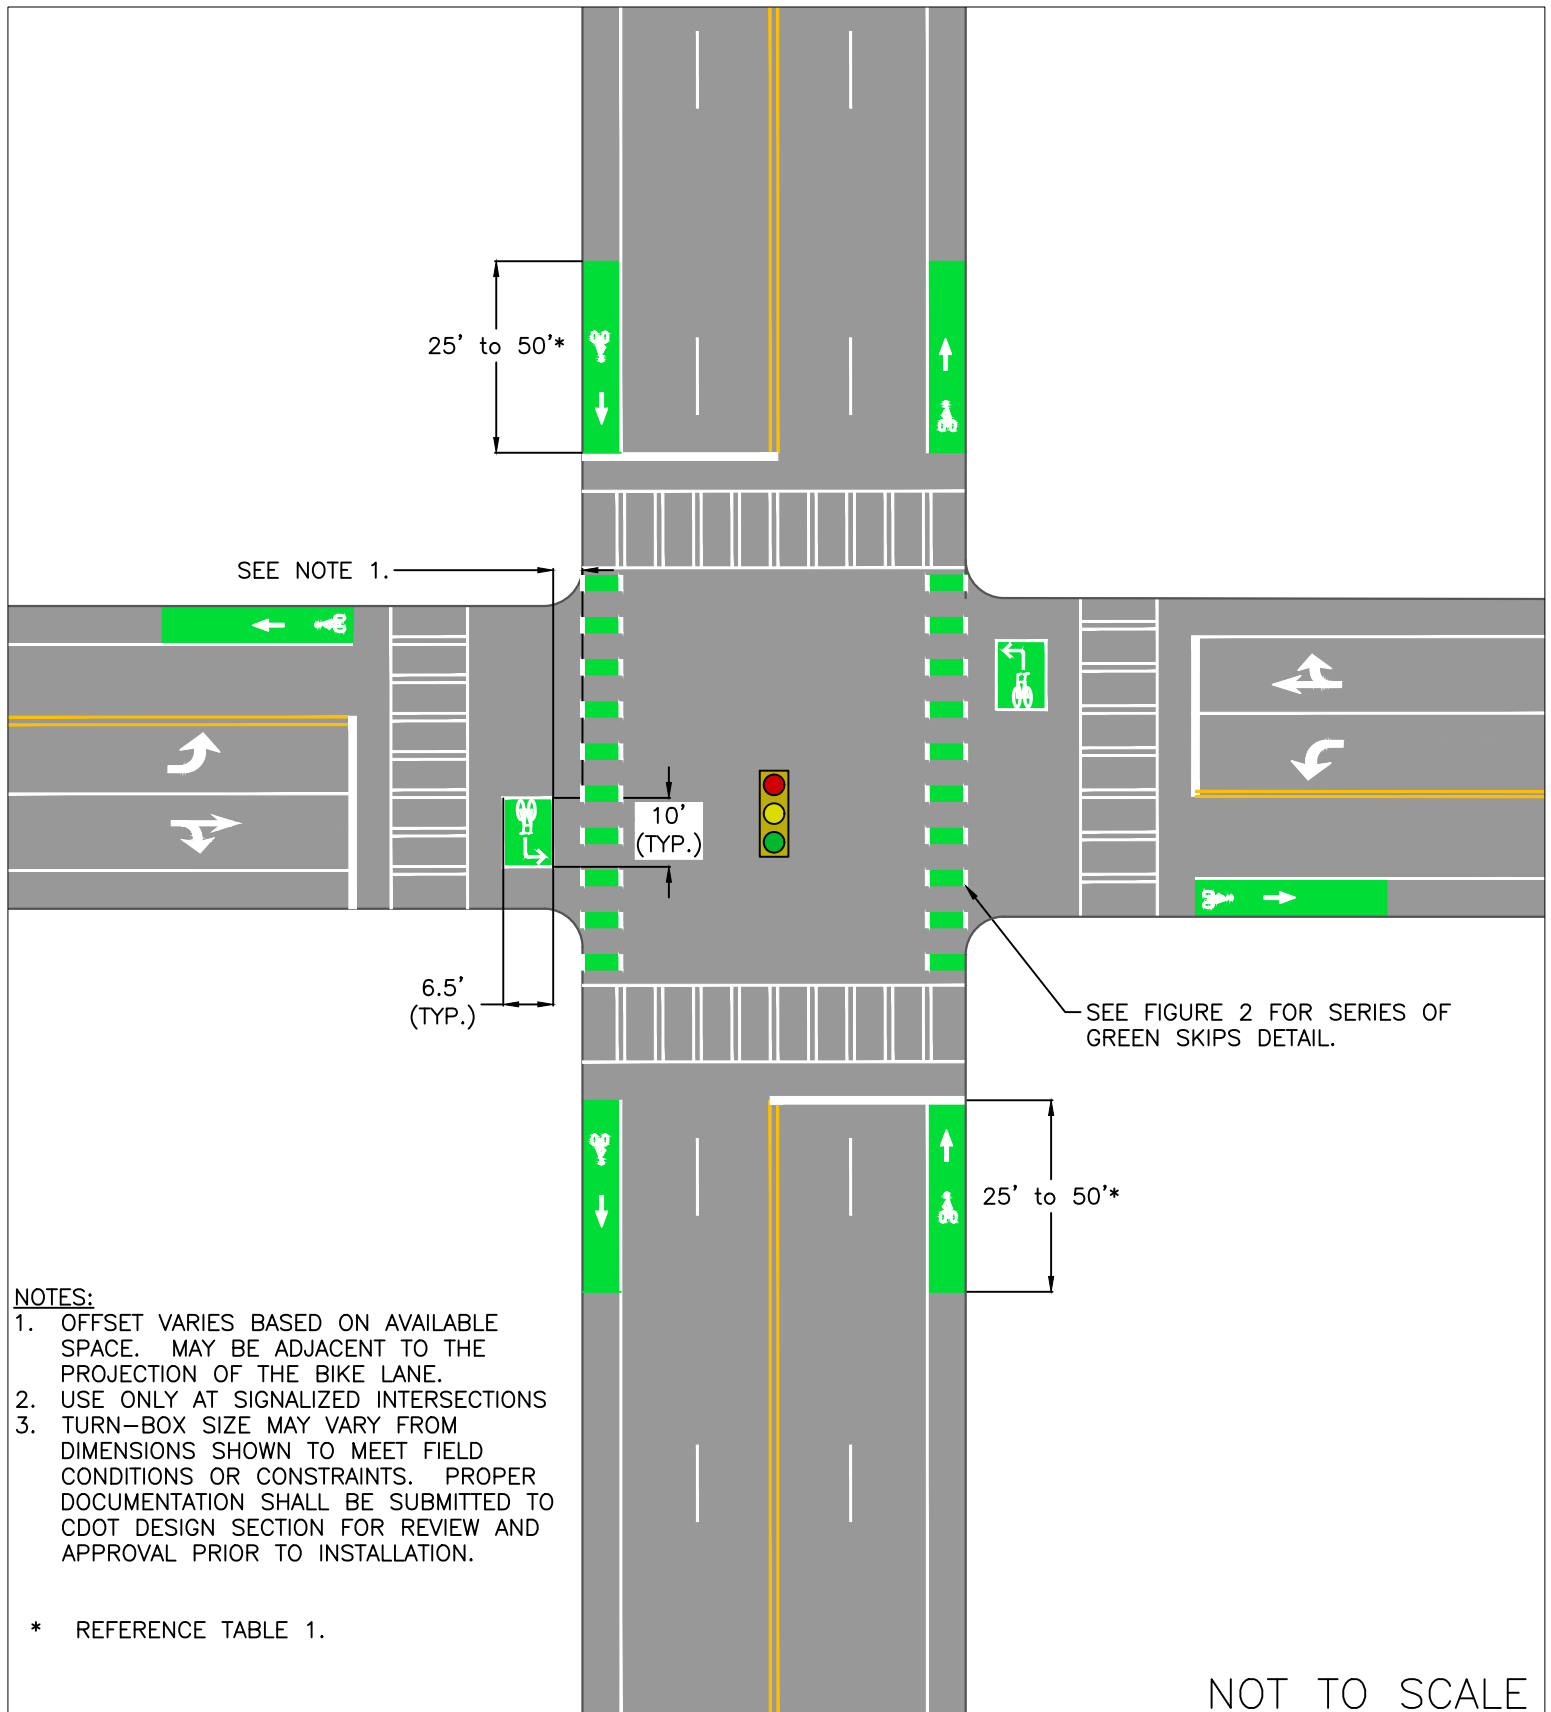 25' to 50'*
SEE NOTE 1.
10'
(TYP.)
6.5'
(TYP.)
SEE FIGURE 2 FOR SERIES OF
GREEN SKIPS DETAIL.
25' to 50'*
NOTES:
1. OFFSET VARIES BASED ON AVAILABLE
SPACE. MAY BE ADJACENT TO THE
PROJECTION OF THE BIKE LANE.
2. USE ONLY AT SIGNALIZED INTERSECTIONS
3. TURN-BOX SIZE MAY VARY FROM
DIMENSIONS SHOWN TO MEET FIELD
CONDITIONS OR CONSTRAINTS. PROPER
DOCUMENTATION SHALL BE SUBMITTED TO
CDOT DESIGN SECTION FOR REVIEW AND
APPROVAL PRIOR TO INSTALLATION.
* REFERENCE TABLE 1.
NOT TO SCALE